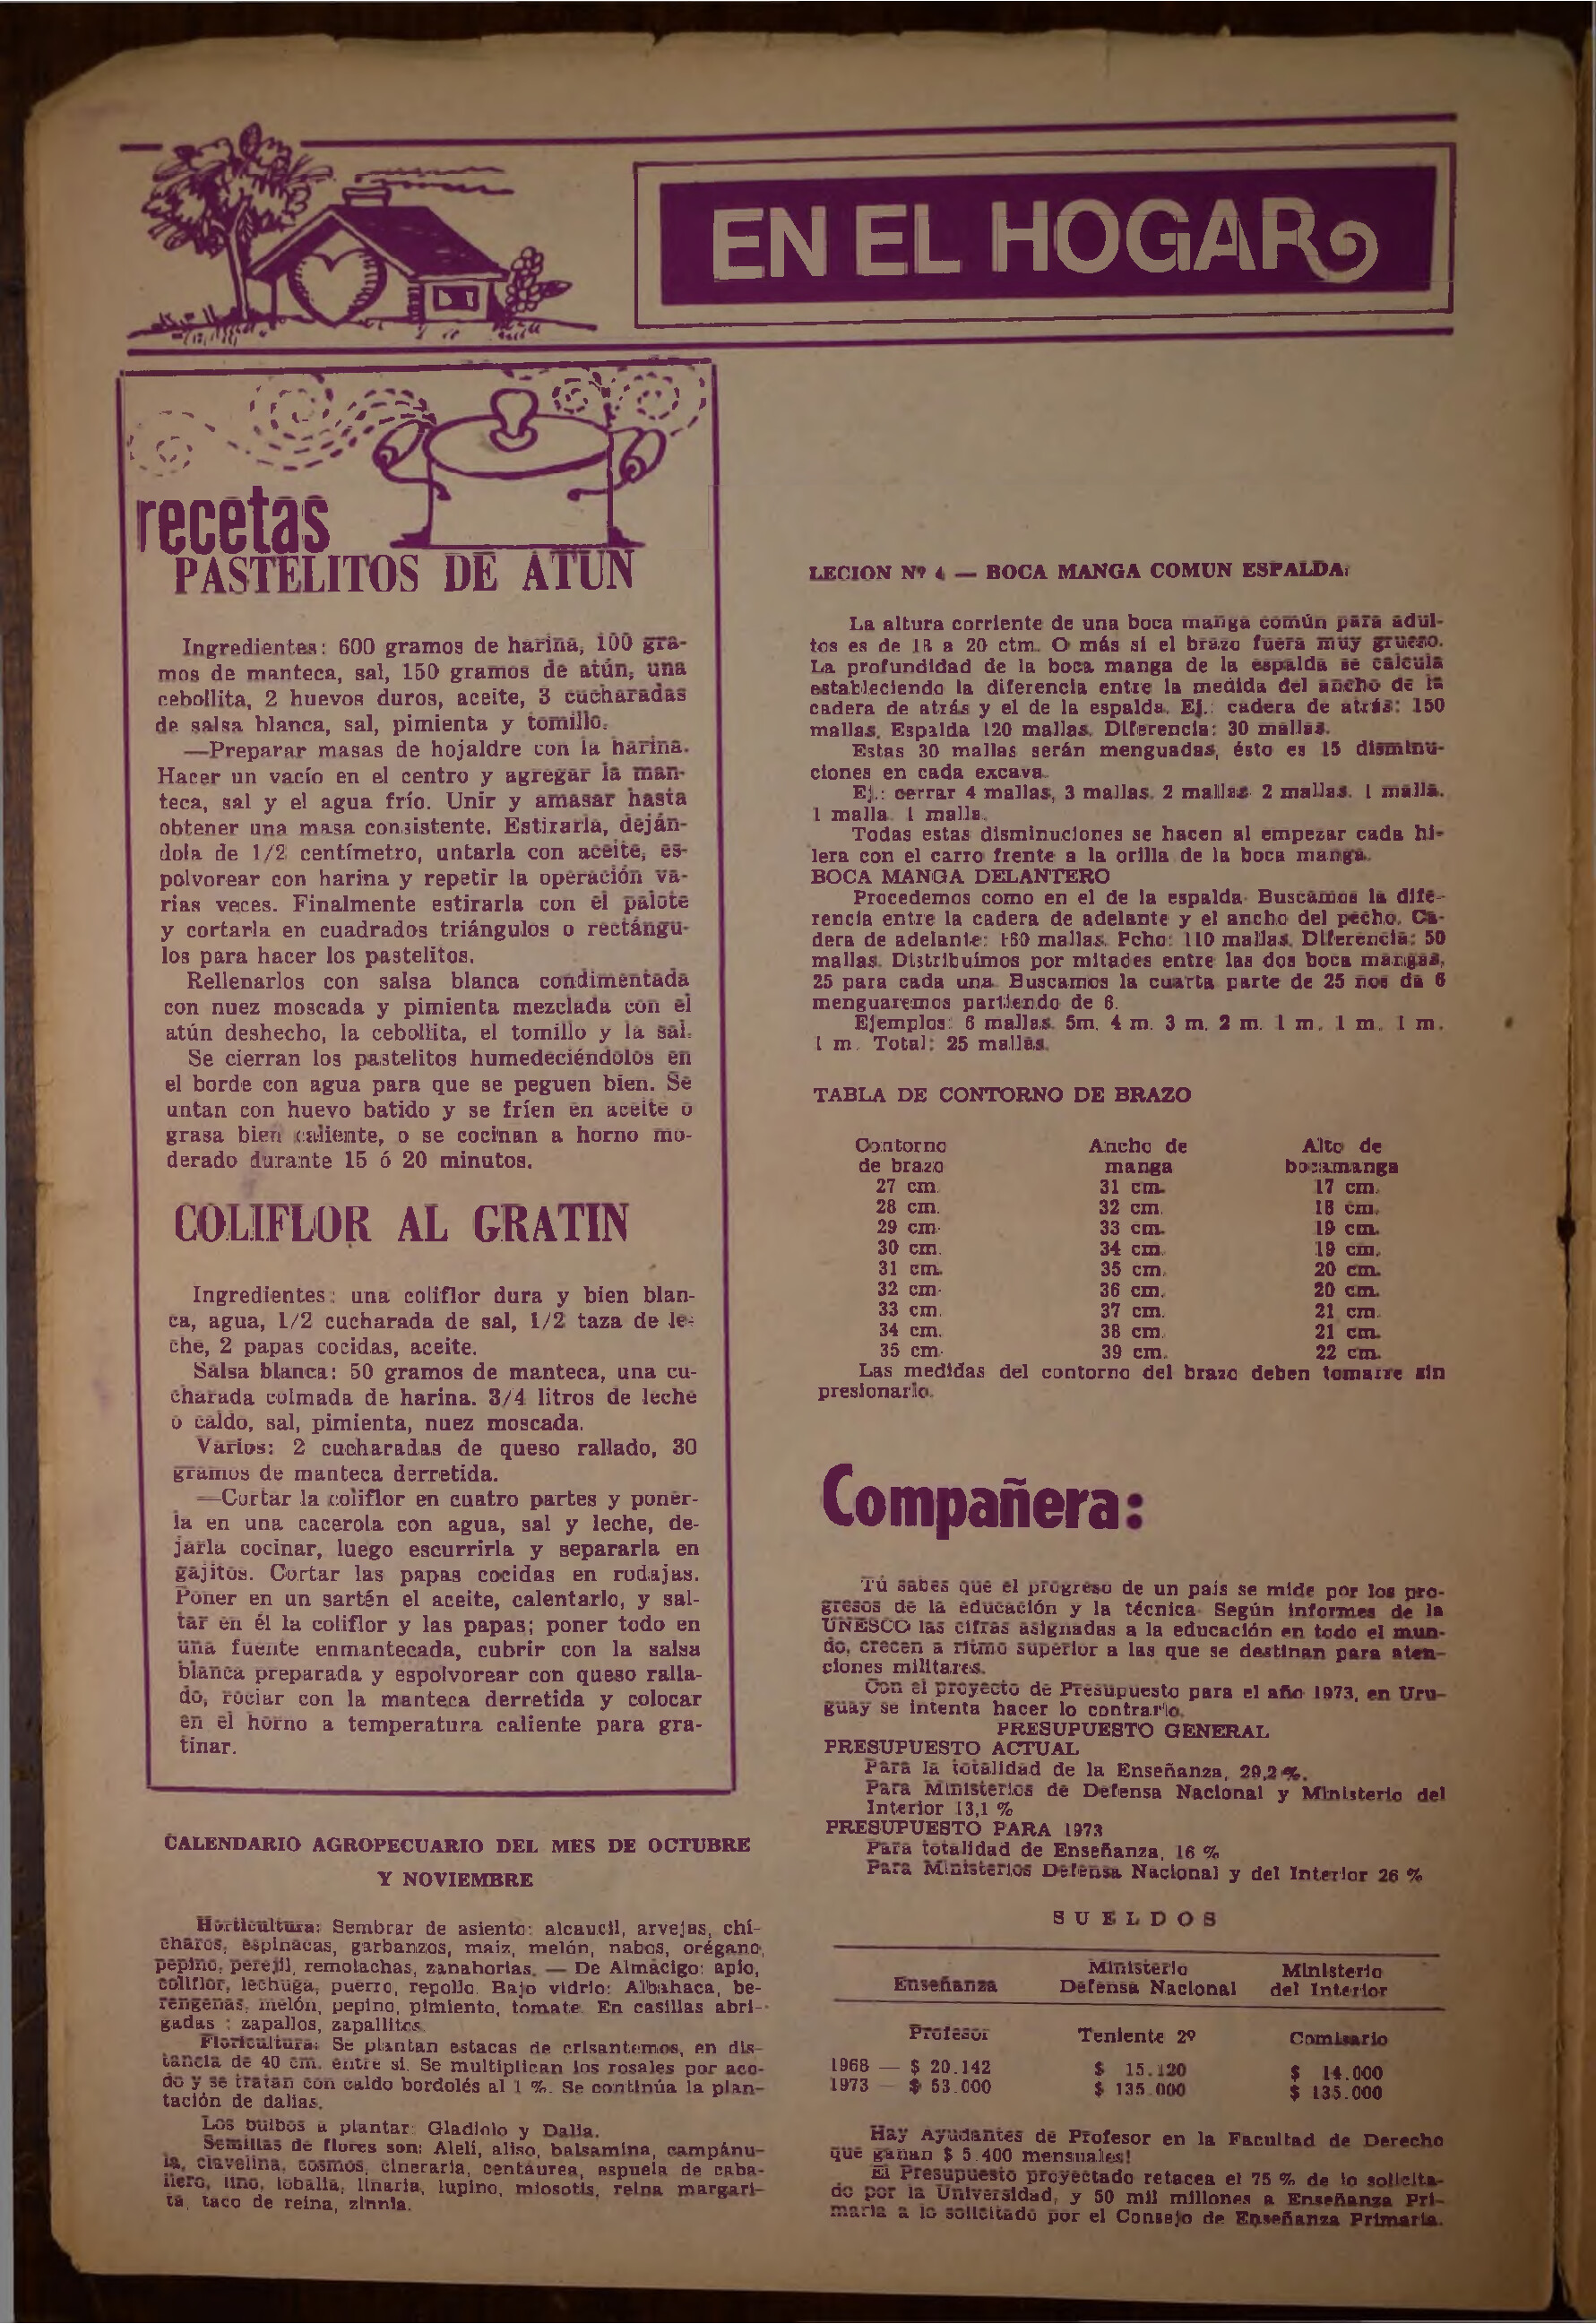 EN EL HOGAR
recetas
PASTELITOS DE ATUN
Ingredientes: 600 gramos de harina, 100 gra-
mos de manteca, sal, 150 gramos de atún, una
cebollita, 2 huevos duros, aceite, 3 cucharadas
de salsa blanca, sal, pimienta y tomillo.
—Preparar masas de hojaldre con la harina.
Hacer un vacío en el centro y agregar la man-
teca, sal y el agua frío. Unir y amasar hasta
obtener una masa consistente. Estirarla, deján-
dola de 1/2 centímetro, untarla con aceite, es-
polvorear con harina y repetir la operación va-
rias veces. Finalmente estirarla con el palote
y cortarla en cuadrados triángulos o rectángu-
los para hacer los pastelitos.
Rellenarlos con salsa blanca condimentada
con nuez moscada y pimienta mezclada con el
atún deshecho, la cebollita, el tomillo y la sal.
Se cierran los pastelitos humedeciéndolos en
el borde con agua para que se peguen bien. Se
untan con huevo batido y se fríen en aceite o
grasa bien caliente, o se cocinan a horno mo-
derado durante 15 ó 20 minutos.
COLIFLOR AL GRATIN
Ingredientes: una coliflor dura y bien blan-
ca, agua, 1/2 cucharada de sal, 1/2 taza de le-
che, 2 papas cocidas, aceite.
Salsa blanca: 50 gramos de manteca, una cu-
charada colmada de harina. 3/4 litros de leche
o caldo, sal, pimienta, nuez moscada.
Varios: 2 cucharadas de queso rallado, 30
gramos de manteca derretida.
—Cortar la coliflor en cuatro partes y poner-
la en una cacerola con agua, sal y leche, de-
jarla cocinar, luego escurrirla y separarla en
gajitos. Cortar las papas cocidas en rodajas.
Poner en un sartén el aceite, calentarlo, y sal-
tar en él la coliflor y las papas; poner todo en
una fuente enmantecada, cubrir con la salsa
blanca preparada y espolvorear con queso ralla-
do, rociar con la manteca derretida y colocar
en el horno a temperatura caliente para gra-
tinar.
CALENDARIO AGROPECUARIO DEL MES DE OCTUBRE
Y NOVIEMBRE
Horticultura: Sembrar de asiento: alcaucil, arvejas, chí-
charos, espinacas, garbanzos, maiz, melón, nabos, orégano,
pepino, perejil, remolachas, zanahorias. — De Almácigo: apio,
coliflor, lechuga, puerro, repollo. Bajo vidrio: Albahaca, be-
rengenas, melón, pepino, pimiento, tomate. En casillas abri-
gadas : zapallos, zapallitos.
Floricultura: Se plantan estacas de crisantemos, en dis-
tancia de 40 cm. entre si. Se multiplican los rosales por aco-
do y se tratan con caldo bordolés al 1 %. Se continúa la plan-
tación de dalias.
Los bulbos a plantar: Gladiolo y Dalia.
Semillas de flores son: Alelí, aliso, balsamina, campánu-
la, clavelina, cosmos, cineraria, centáurea, espuela de caba-
llero, lino, lobalia, linaria, lupino, miosotis, reina margari-
ta, taco de reina, zinnia.
LECION Nº 4 — BOCA MANGA COMUN ESPALDA:
La altura corriente de una boca manga común para adul-
tos es de 18 a 20 ctm. O más si el brazo fuera muy grueso.
La profundidad de la boca manga de la espalda se calcula
estableciendo la diferencia entre la medida del ancho de la
cadera de atrás y el de la espalda. Ej.: cadera de atrás: 150
mallas. Espalda 120 mallas. Diferencia: 30 mallas.
Estas 30 mallas serán menguadas, ésto es 15 disminu-
ciones en cada excava.
Ej.: cerrar 4 mallas, 3 mallas. 2 mallas 2 mallas. 1 malla.
1 malla. 1 malla.
Todas estas disminuciones se hacen al empezar cada hi-
lera con el carro frente a la orilla de la boca manga.
BOCA MANGA DELANTERO
Procedemos como en el de la espalda. Buscamos la dife-
rencia entre la cadera de adelante y el ancho del pecho. Ca-
dera de adelante: 160 mallas. Pcho: 110 mallas. Diferencia: 50
mallas. Distribuímos por mitades entre las dos boca mangas,
25 para cada una. Buscamos la cuarta parte de 25 nos da 6
menguaremos partiendo de 6.
Ejemplos: 6 mallas. 5m. 4 m. 3 m. 2 m. 1 m. 1 m. 1 m.
1 m. Total: 25 mallas.
TABLA DE CONTORNO DE BRAZO
Contorno Ancho de Alto de
de brazo manga bocamanga
27 cm. 31 cm. 17 cm.
28 cm. 32 cm. 18 cm.
29 cm. 33 cm. 19 cm.
30 cm. 34 cm. 19 cm.
31 cm. 35 cm. 20 cm.
32 cm. 36 cm. 20 cm.
33 cm. 37 cm. 21 cm.
34 cm. 38 cm. 21 cm.
35 cm. 39 cm. 22 cm.
Las medidas del contorno del brazo deben tomarre sin
presionarlo.
Compañera:
Tú sabes que el progreso de un país se mide por los pro-
gresos de la educación y la técnica. Según informes de la
UNESCO las cifras asignadas a la educación en todo el mun-
do, crecen a ritmo superior a las que se destinan para aten-
ciones militares.
Con el proyecto de Presupuesto para el año 1973, en Uru-
guay se intenta hacer lo contrario.
PRESUPUESTO GENERAL
PRESUPUESTO ACTUAL
Para la totalidad de la Enseñanza, 29,2 %.
Para Ministerios de Defensa Nacional y Ministerio del
Interior 13,1 %
PRESUPUESTO PARA 1973
Para totalidad de Enseñanza, 16 %
Para Ministerios Defensa Nacional y del Interior 26 %
SUELDOS
Enseñanza Ministerio Defensa Nacional Ministerio del Interior
Profesor Teniente 2º Comisario
1968 — $ 20.142 $ 15.120 $ 14.000
1973 — $ 53.000 $ 135.000 $ 135.000
Hay Ayudantes de Profesor en la Facultad de Derecho
que ganan $ 5.400 mensuales!
El Presupuesto proyectado retacea el 75 % de lo solicita-
do por la Universidad, y 50 mil millones a Enseñanza Pri-
maria a lo solicitado por el Consejo de Enseñanza Primaria.